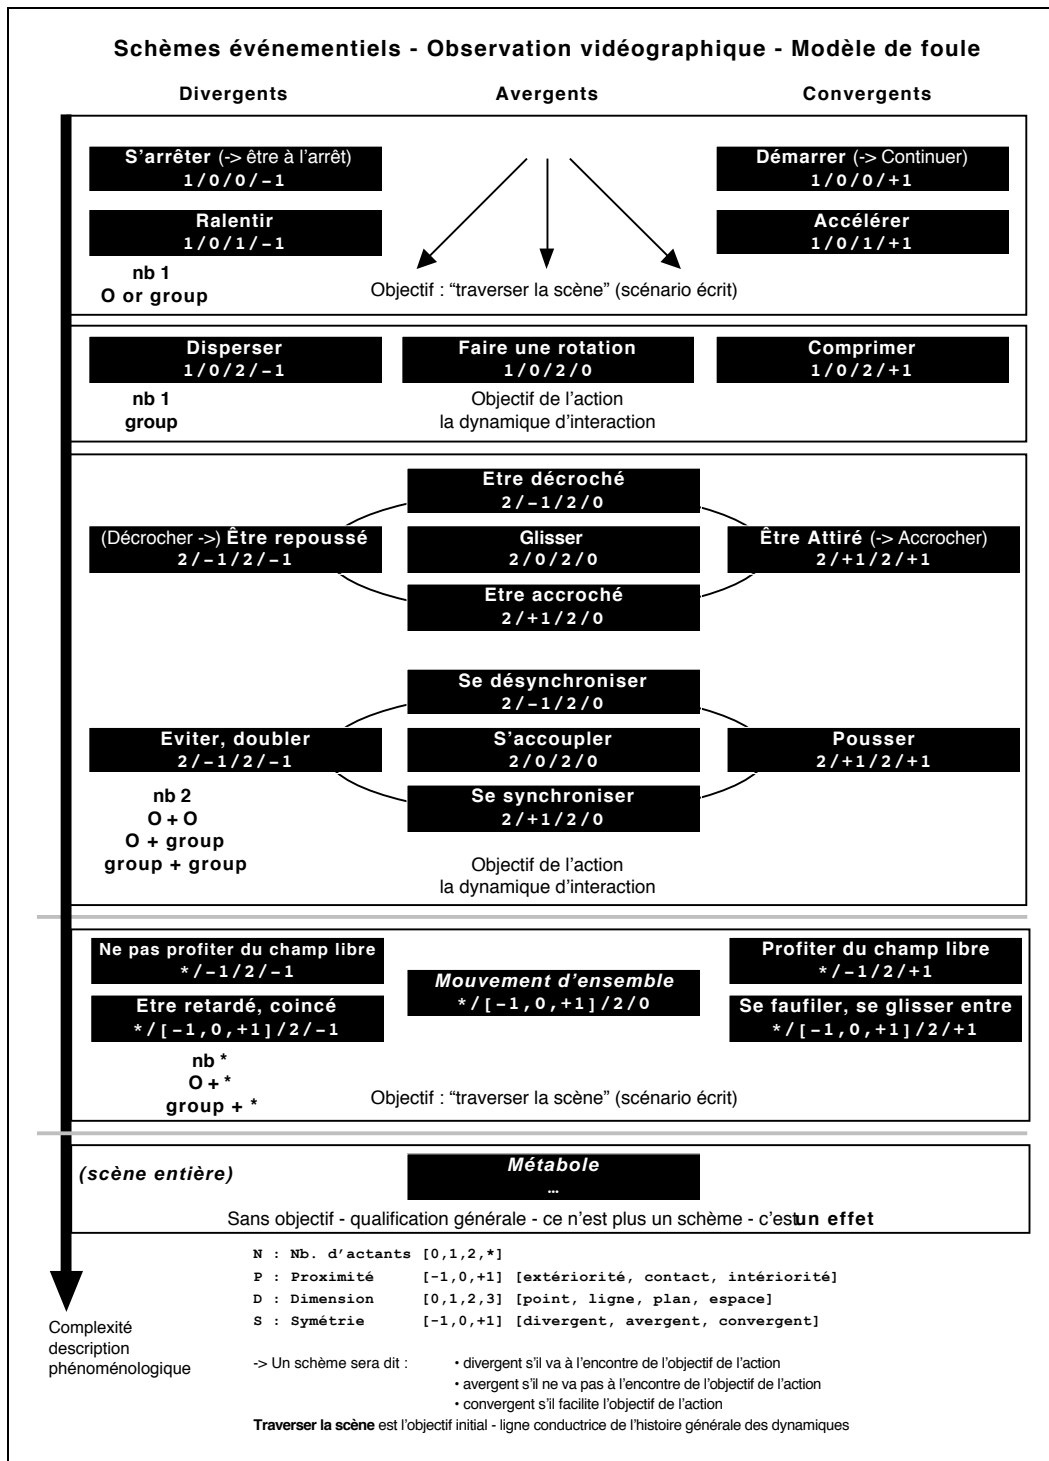 Schèmes événementiels - Observation vidéographique - Modèle de foule
Divergents Avergents Convergents
S'arrêter (-> être à l'arrêt)
1/0/0/-1
Démarrer (-> Continuer)
1/0/0/+1
Ralentir
1/0/1/-1
Accélérer
1/0/1/+1
nb 1
O or group
Objectif : “traverser la scène” (scénario écrit)
Disperser
1/0/2/-1
Faire une rotation
1/0/2/0
Comprimer
1/0/2/+1
nb 1
group
Objectif de l'action
la dynamique d'interaction
Etre décroché
2/-1/2/0
(Décrocher ->) Être repoussé
2/-1/2/-1
Glisser
2/0/2/0
Être Attiré (-> Accrocher)
2/+1/2/+1
Etre accroché
2/+1/2/0
Se désynchroniser
2/-1/2/0
Eviter, doubler
2/-1/2/-1
S'accoupler
2/0/2/0
Pousser
2/+1/2/+1
Se synchroniser
2/+1/2/0
nb 2
O + O
O + group
group + group
Objectif de l'action
la dynamique d'interaction
Ne pas profiter du champ libre
*/-1/2/-1
Mouvement d'ensemble
*/[-1,0,+1]/2/0
Profiter du champ libre
*/-1/2/+1
Etre retardé, coincé
*/[-1,0,+1]/2/-1
Se faufiler, se glisser entre
*/[-1,0,+1]/2/+1
nb *
O + *
group + *
Objectif : “traverser la scène” (scénario écrit)
(scène entière)
Métabole
...
Sans objectif - qualification générale - ce n'est plus un schème - c'est un effet
N : Nb. d'actants [0,1,2,*]
P : Proximité [-1,0,+1] [extériorité, contact, intériorité]
D : Dimension [0,1,2,3] [point, ligne, plan, espace]
S : Symétrie [-1,0,+1] [divergent, avergent, convergent]
Complexité
description
phénoménologique
-> Un schème sera dit :
• divergent s'il va à l'encontre de l'objectif de l'action
• avergent s'il ne va pas à l'encontre de l'objectif de l'action
• convergent s'il facilite l'objectif de l'action
Traverser la scène est l'objectif initial - ligne conductrice de l'histoire générale des dynamiques